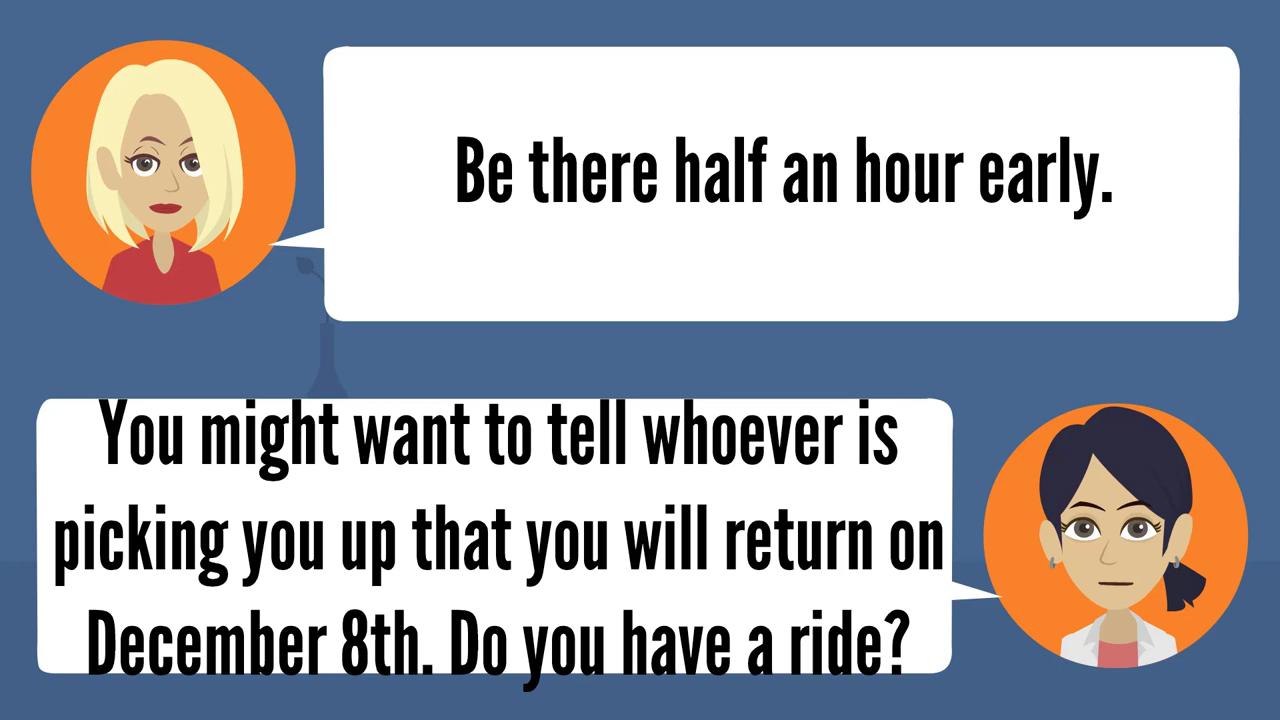 Be there half an hour early.
You might want to tell whoever is
picking you up that you will return on
December 8th. Do you have a ride?